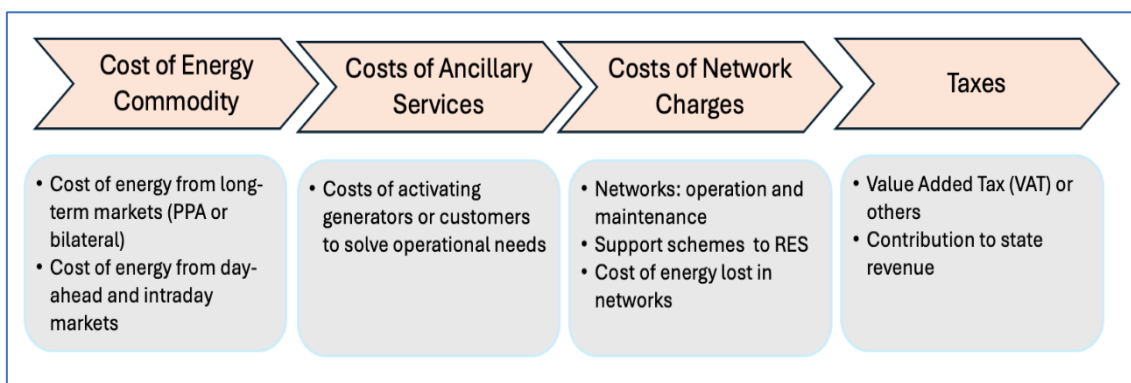 Cost of Energy
Commodity
Costs of Ancillary
Services
Costs of Network
Charges
Taxes
• Cost of energy from long-
term markets (PPA or
bilateral)
• Cost of energy from day-
ahead and intraday
markets
• Costs of activating
generators or customers
to solve operational needs
• Networks: operation and
maintenance
• Support schemes to RES
• Cost of energy lost in
networks
• Value Added Tax (VAT) or
others
• Contribution to state
revenue